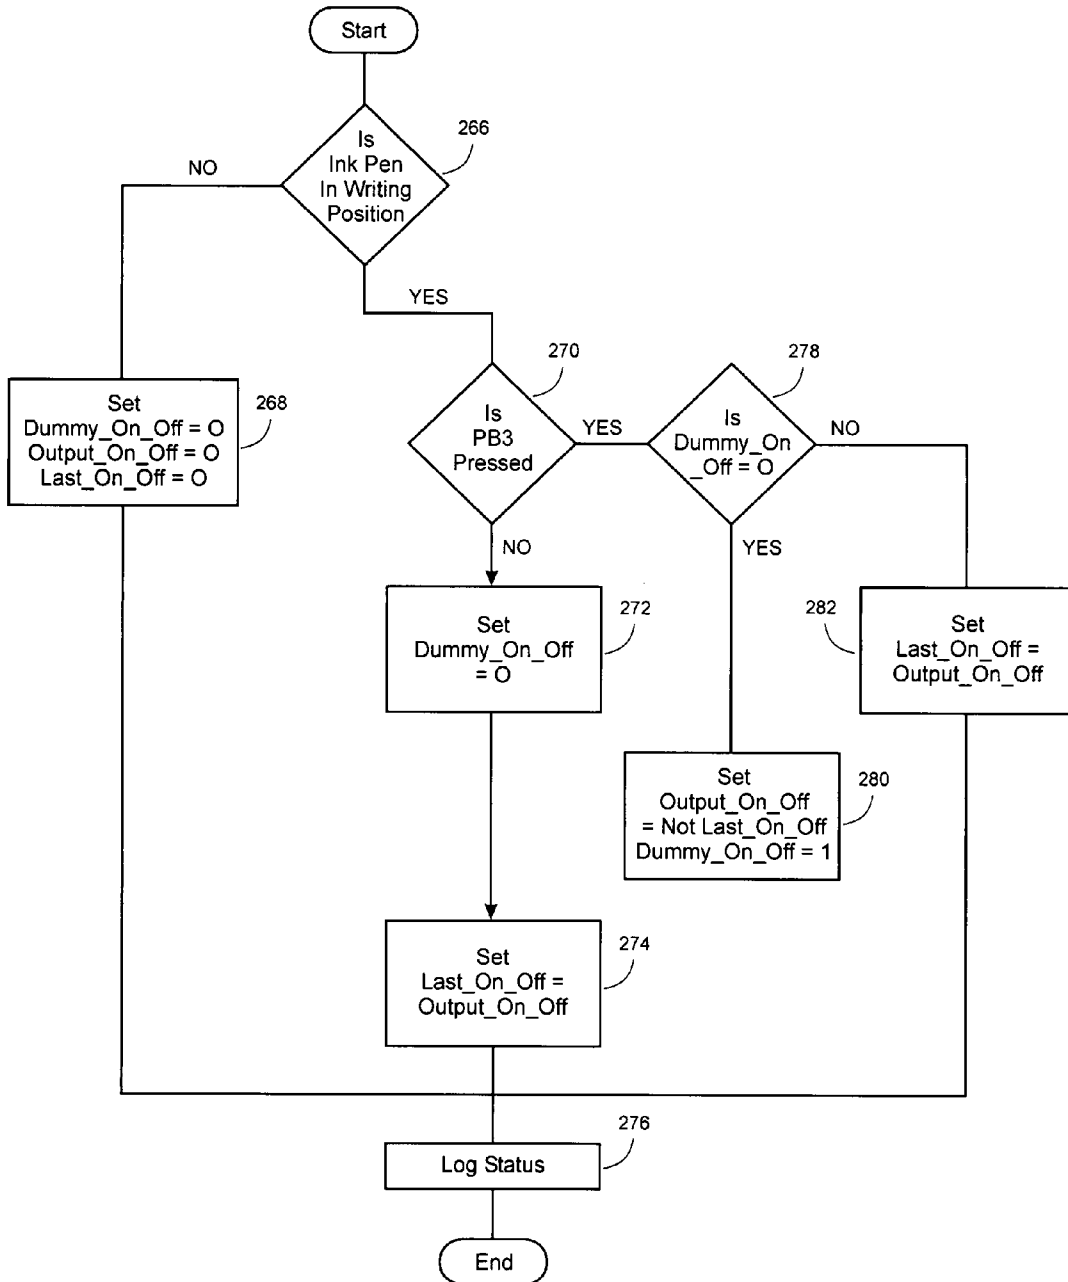 Start
Is
Ink Pen
In Writing
Position
266
NO
YES
Set
Dummy_On_Off = O
Output_On_Off = O
Last_On_Off = O
268
Is
PB3
Pressed
270
YES
NO
Is
Dummy_On
_Off = O
278
NO
YES
Set
Dummy_On_Off
= O
272
Set
Last_On_Off =
Output_On_Off
282
Set
Output_On_Off
= Not Last_On_Off
Dummy_On_Off = 1
280
Set
Last_On_Off =
Output_On_Off
274
Log Status
276
End